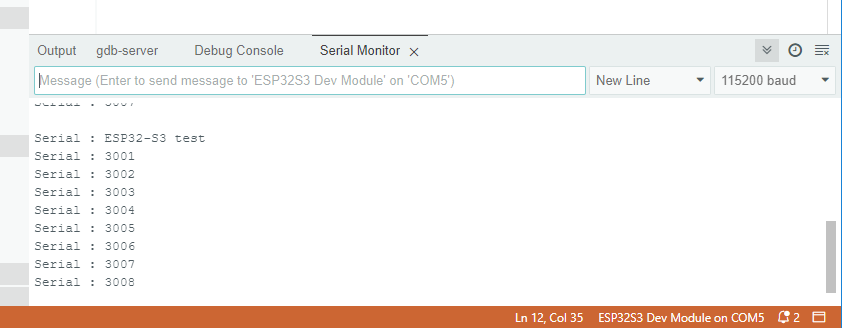 Output gdb-server Debug Console Serial Monitor
Message (Enter to send message to 'ESP32S3 Dev Module' on 'COM5') New Line 115200 baud
Serial : 3007
Serial : ESP32-S3 test
Serial : 3001
Serial : 3002
Serial : 3003
Serial : 3004
Serial : 3005
Serial : 3006
Serial : 3007
Serial : 3008
Ln 12, Col 35 ESP32S3 Dev Module on COM5 2